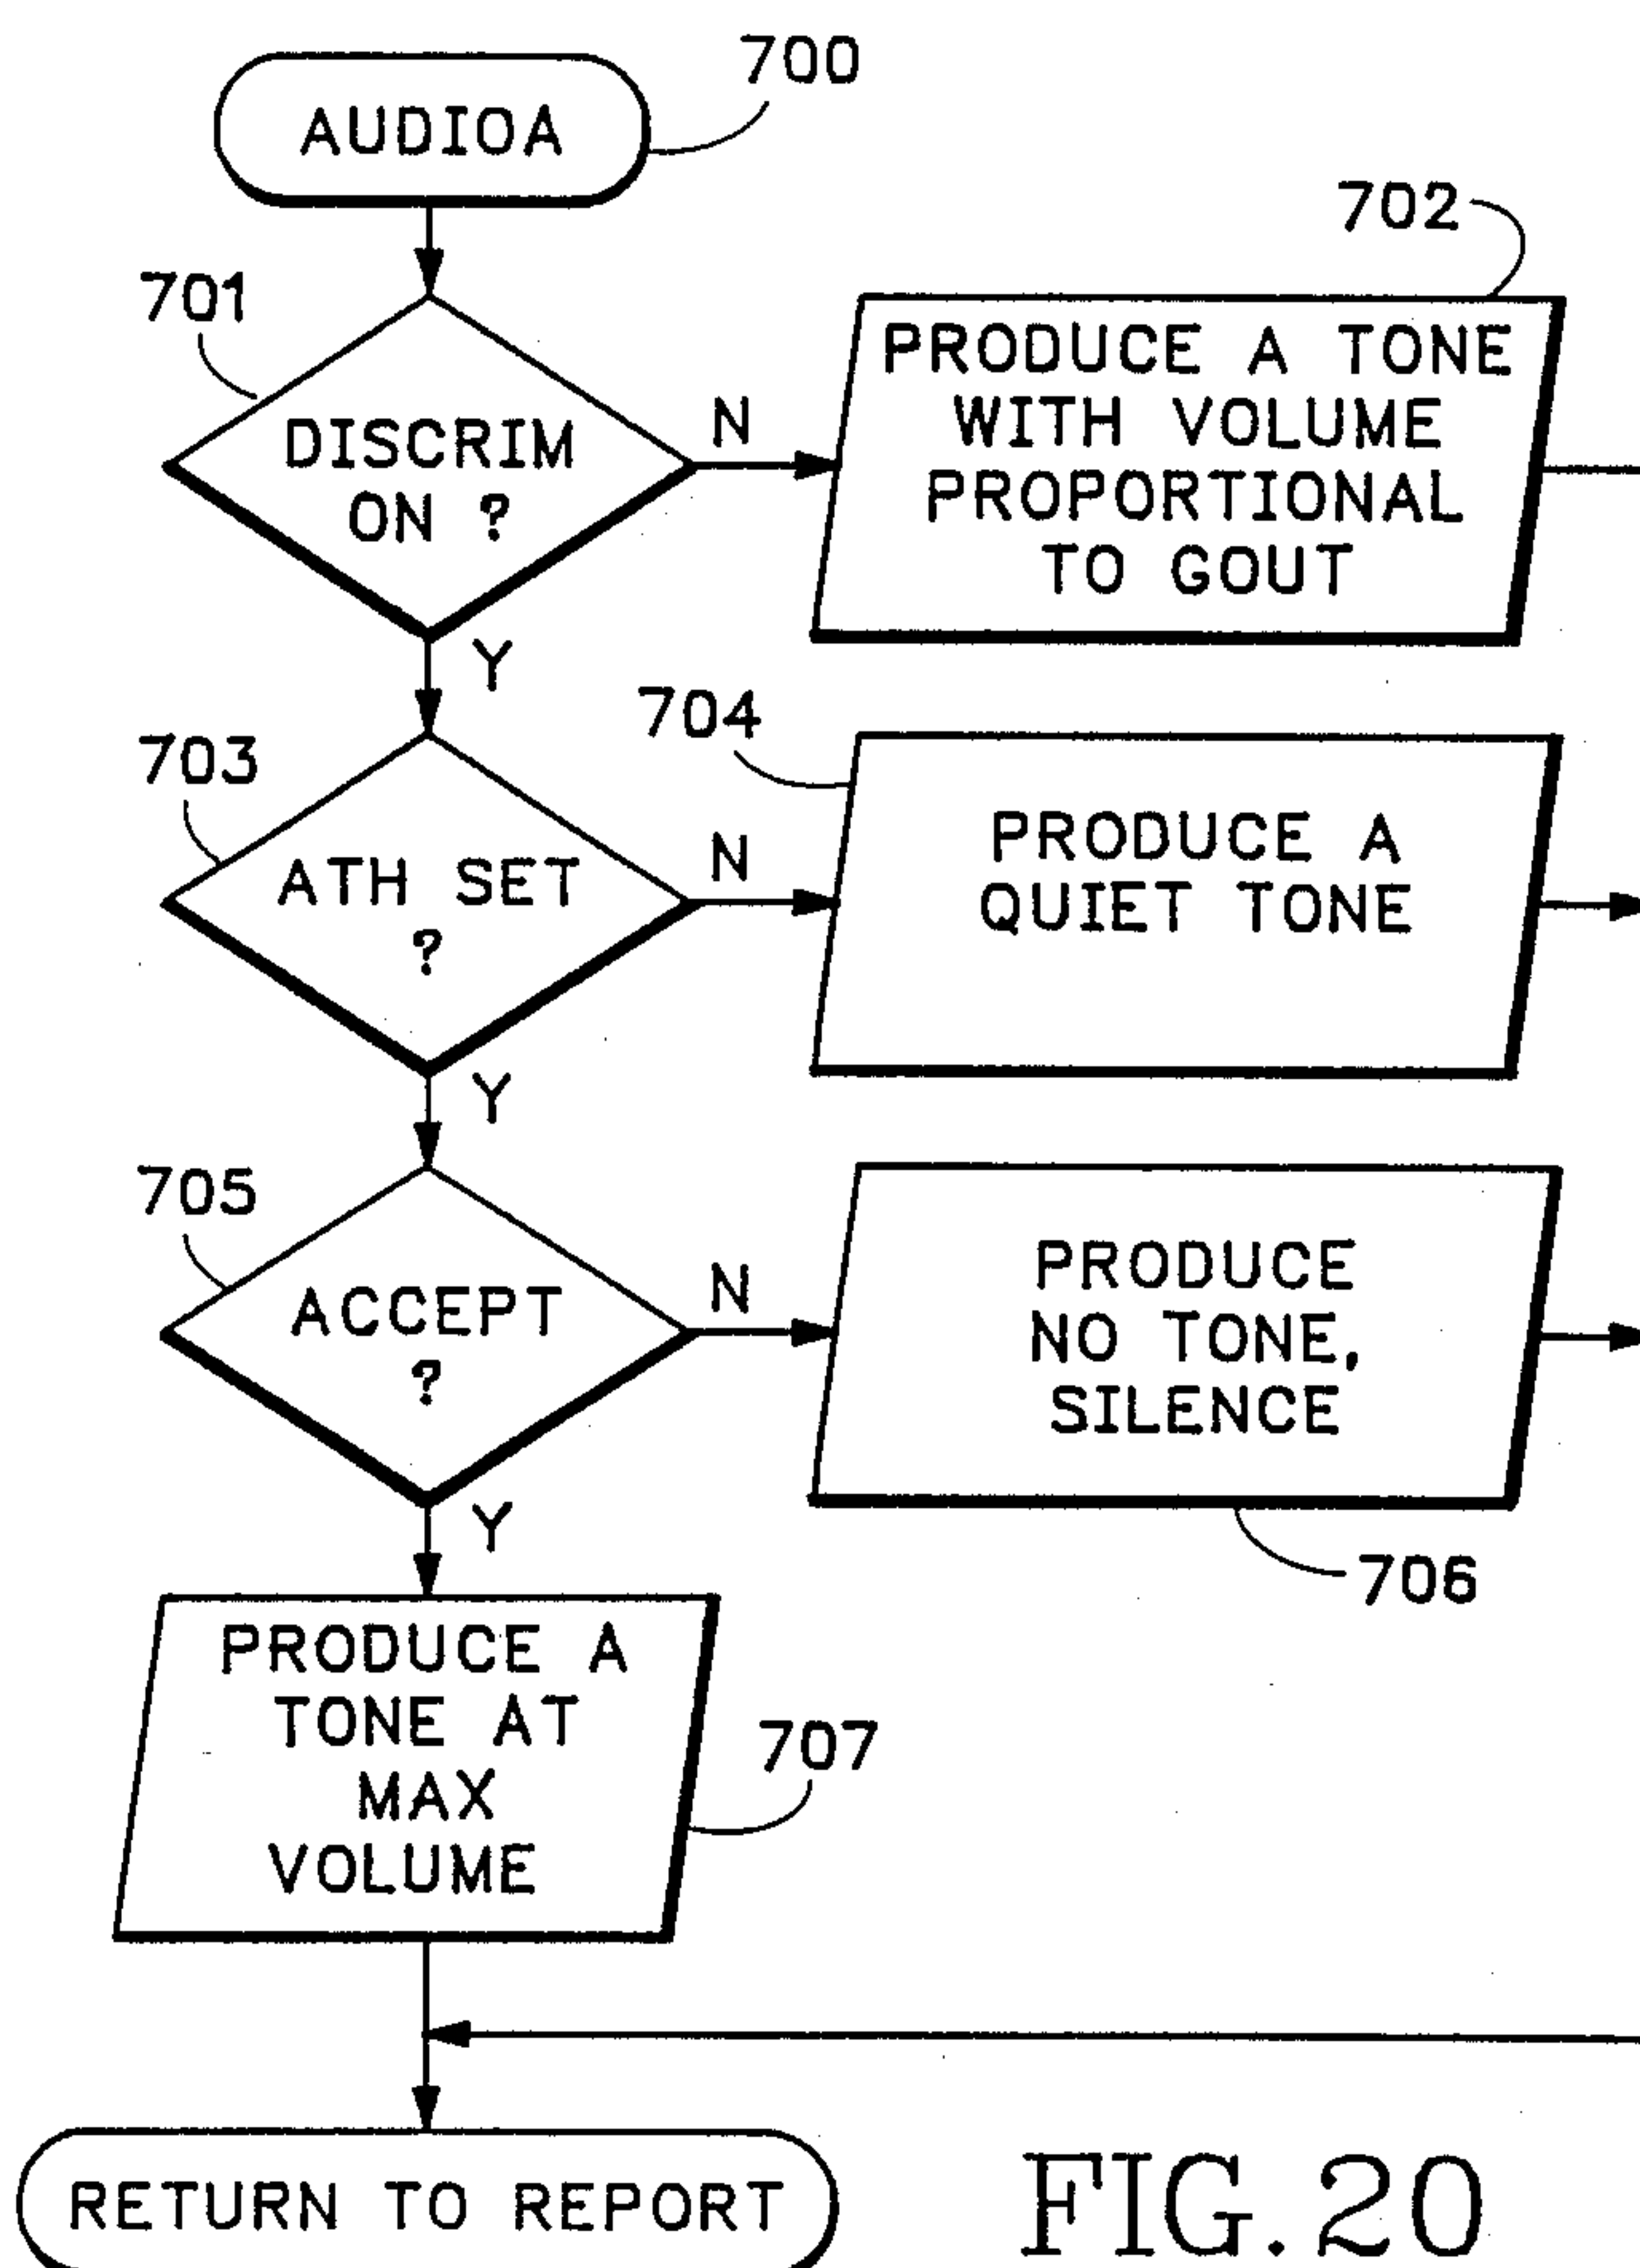 700
AUDIOA
702
701
DISCRIM
ON ?
N
PRODUCE A TONE
WITH VOLUME
PROPORTIONAL
TO GOUT
Y
703
704
ATH SET
?
N
PRODUCE A
QUIET TONE
Y
705
ACCEPT
?
N
PRODUCE
NO TONE,
SILENCE
706
Y
PRODUCE A
TONE AT
MAX
VOLUME
707
RETURN TO REPORT
FIG. 20